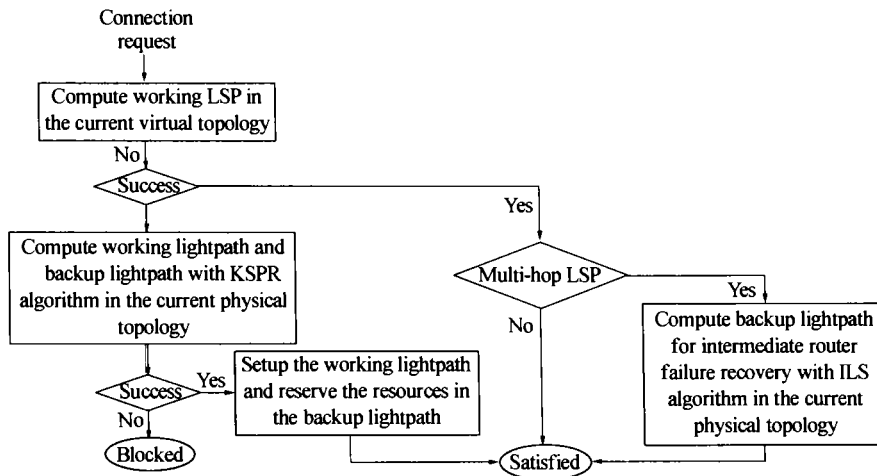 Connection
request
Compute working LSP in
the current virtual topology
No
Success
Yes
Compute working lightpath and
backup lightpath with KSPR
algorithm in the current physical
topology
Multi-hop LSP
Yes
No
Compute backup lightpath
for intermediate router
failure recovery with ILS
algorithm in the current
physical topology
Success
Yes
Setup the working lightpath
and reserve the resources in
the backup lightpath
No
Blocked
Satisfied